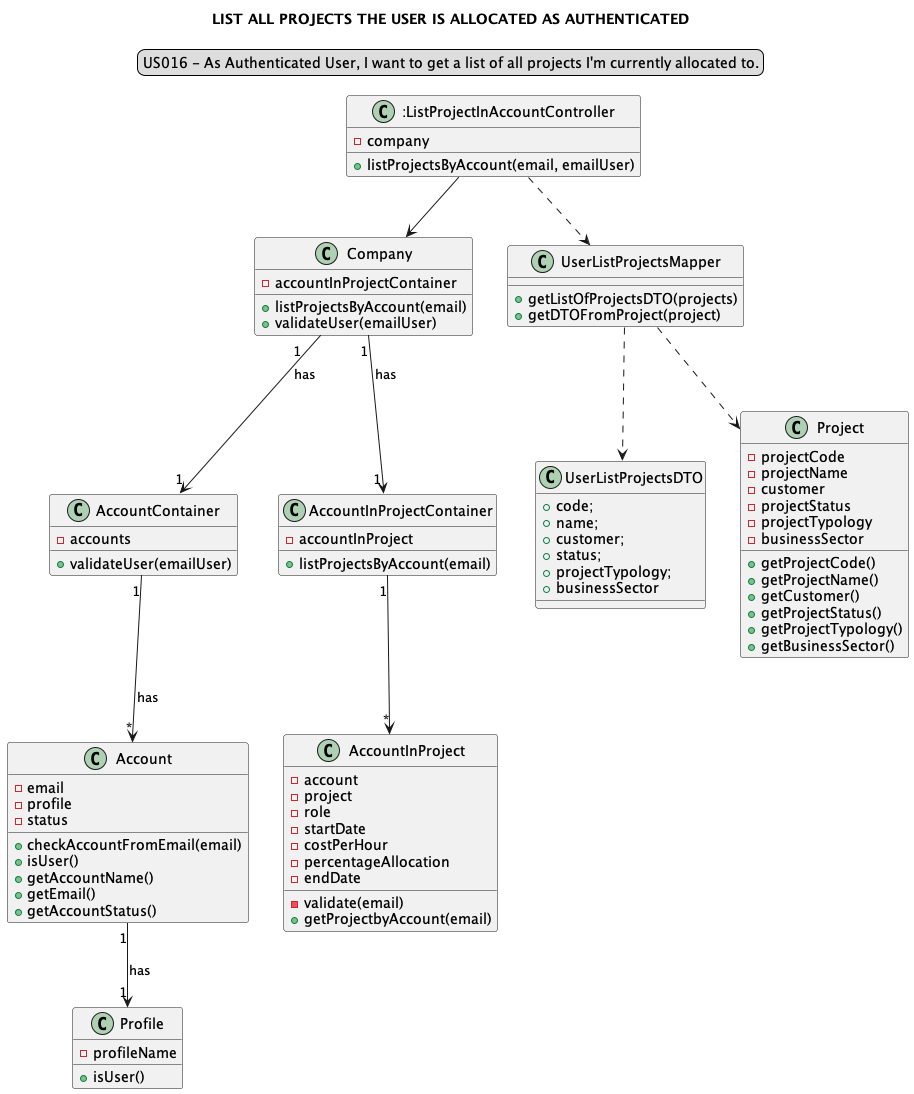 LIST ALL PROJECTS THE USER IS ALLOCATED AS AUTHENTICATED
US016 - As Authenticated User, I want to get a list of all projects I'm currently allocated to.
C :ListProjectInAccountController
company
listProjectsByAccount(email, emailUser)
C Company
accountInProjectContainer
listProjectsByAccount(email)
validateUser(emailUser)
C UserListProjectsMapper
getListOfProjectsDTO(projects)
getDTOFromProject(project)
1
has
1
1
has
1
C AccountContainer
accounts
validateUser(emailUser)
C AccountInProjectContainer
accountInProject
listProjectsByAccount(email)
C UserListProjectsDTO
code;
name;
customer;
status;
projectTypology;
businessSector
C Project
projectCode
projectName
customer
projectStatus
projectTypology
businessSector
getProjectCode()
getProjectName()
getCustomer()
getProjectStatus()
getProjectTypology()
getBusinessSector()
1
has
*
1
*
C Account
email
profile
status
checkAccountFromEmail(email)
isUser()
getAccountName()
getEmail()
getAccountStatus()
C AccountInProject
account
project
role
startDate
costPerHour
percentageAllocation
endDate
validate(email)
getProjectbyAccount(email)
1
has
1
C Profile
profileName
isUser()